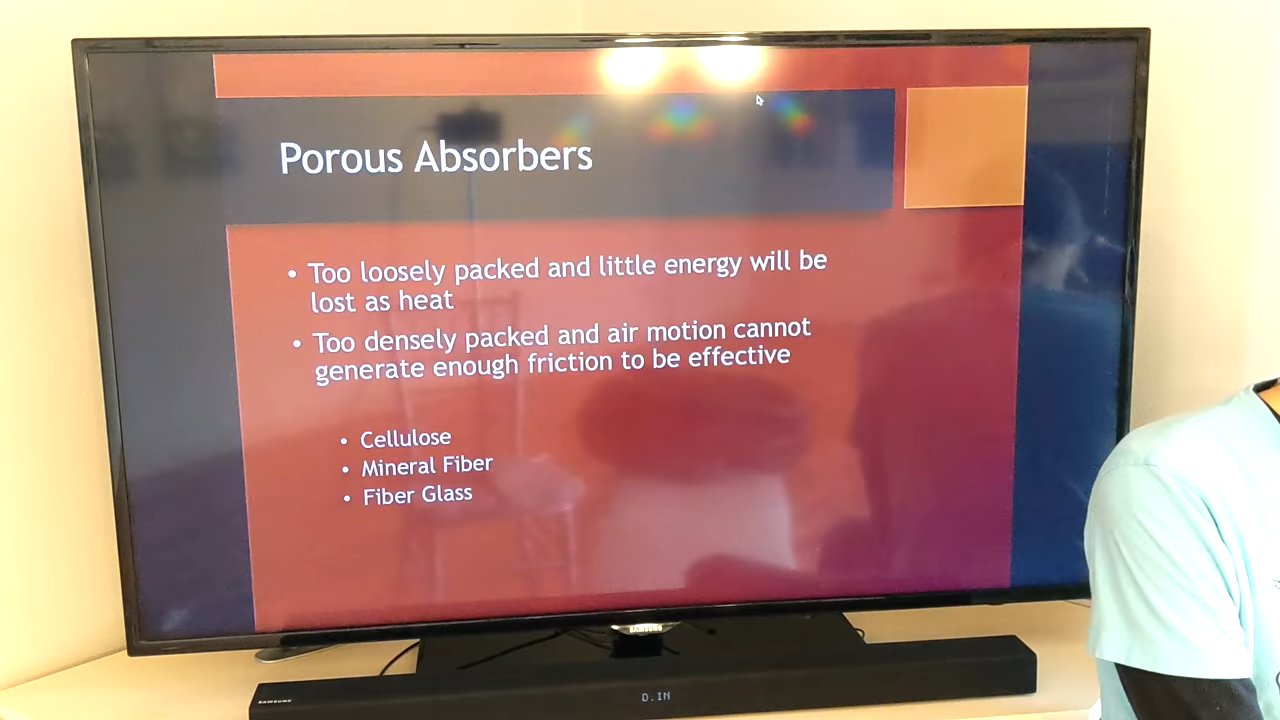 Porous Absorbers
• Too loosely packed and little energy will be
lost as heat
• Too densely packed and air motion cannot
generate enough friction to be effective
• Cellulose
• Mineral Fiber
• Fiber Glass
SAMSUNG
SAMSUNG
D.IN